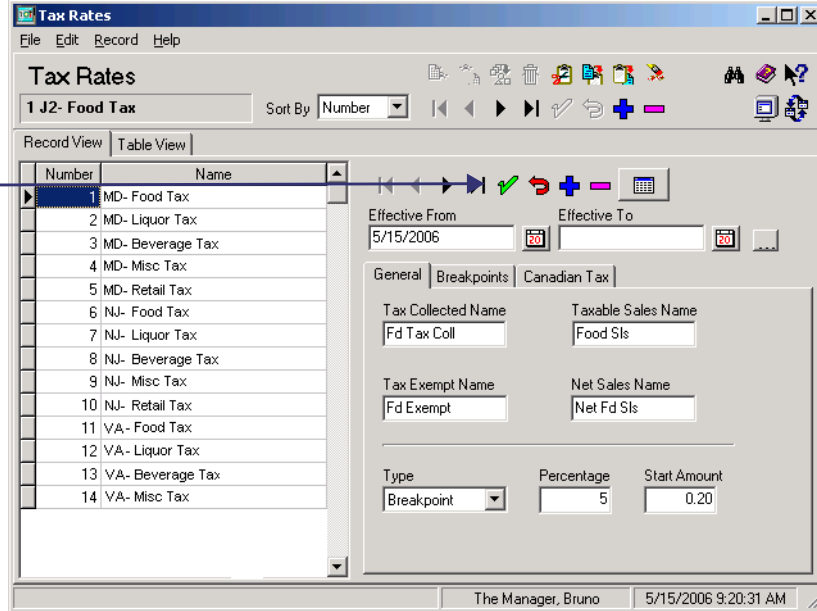 Tax Rates
File Edit Record Help
Tax Rates
1 J2- Food Tax
Sort By Number
Record View Table View
Number Name
1 MD- Food Tax
2 MD- Liquor Tax
3 MD- Beverage Tax
4 MD- Misc Tax
5 MD- Retail Tax
6 NJ- Food Tax
7 NJ- Liquor Tax
8 NJ- Beverage Tax
9 NJ- Misc Tax
10 NJ- Retail Tax
11 VA- Food Tax
12 VA- Liquor Tax
13 VA- Beverage Tax
14 VA- Misc Tax
Effective From Effective To
5/15/2006 20 20 ...
General Breakpoints Canadian Tax
Tax Collected Name Taxable Sales Name
Fd Tax Coll Food Sls
Tax Exempt Name Net Sales Name
Fd Exempt Net Fd Sls
Type Percentage Start Amount
Breakpoint 5 0.20
The Manager, Bruno 5/15/2006 9:20:31 AM